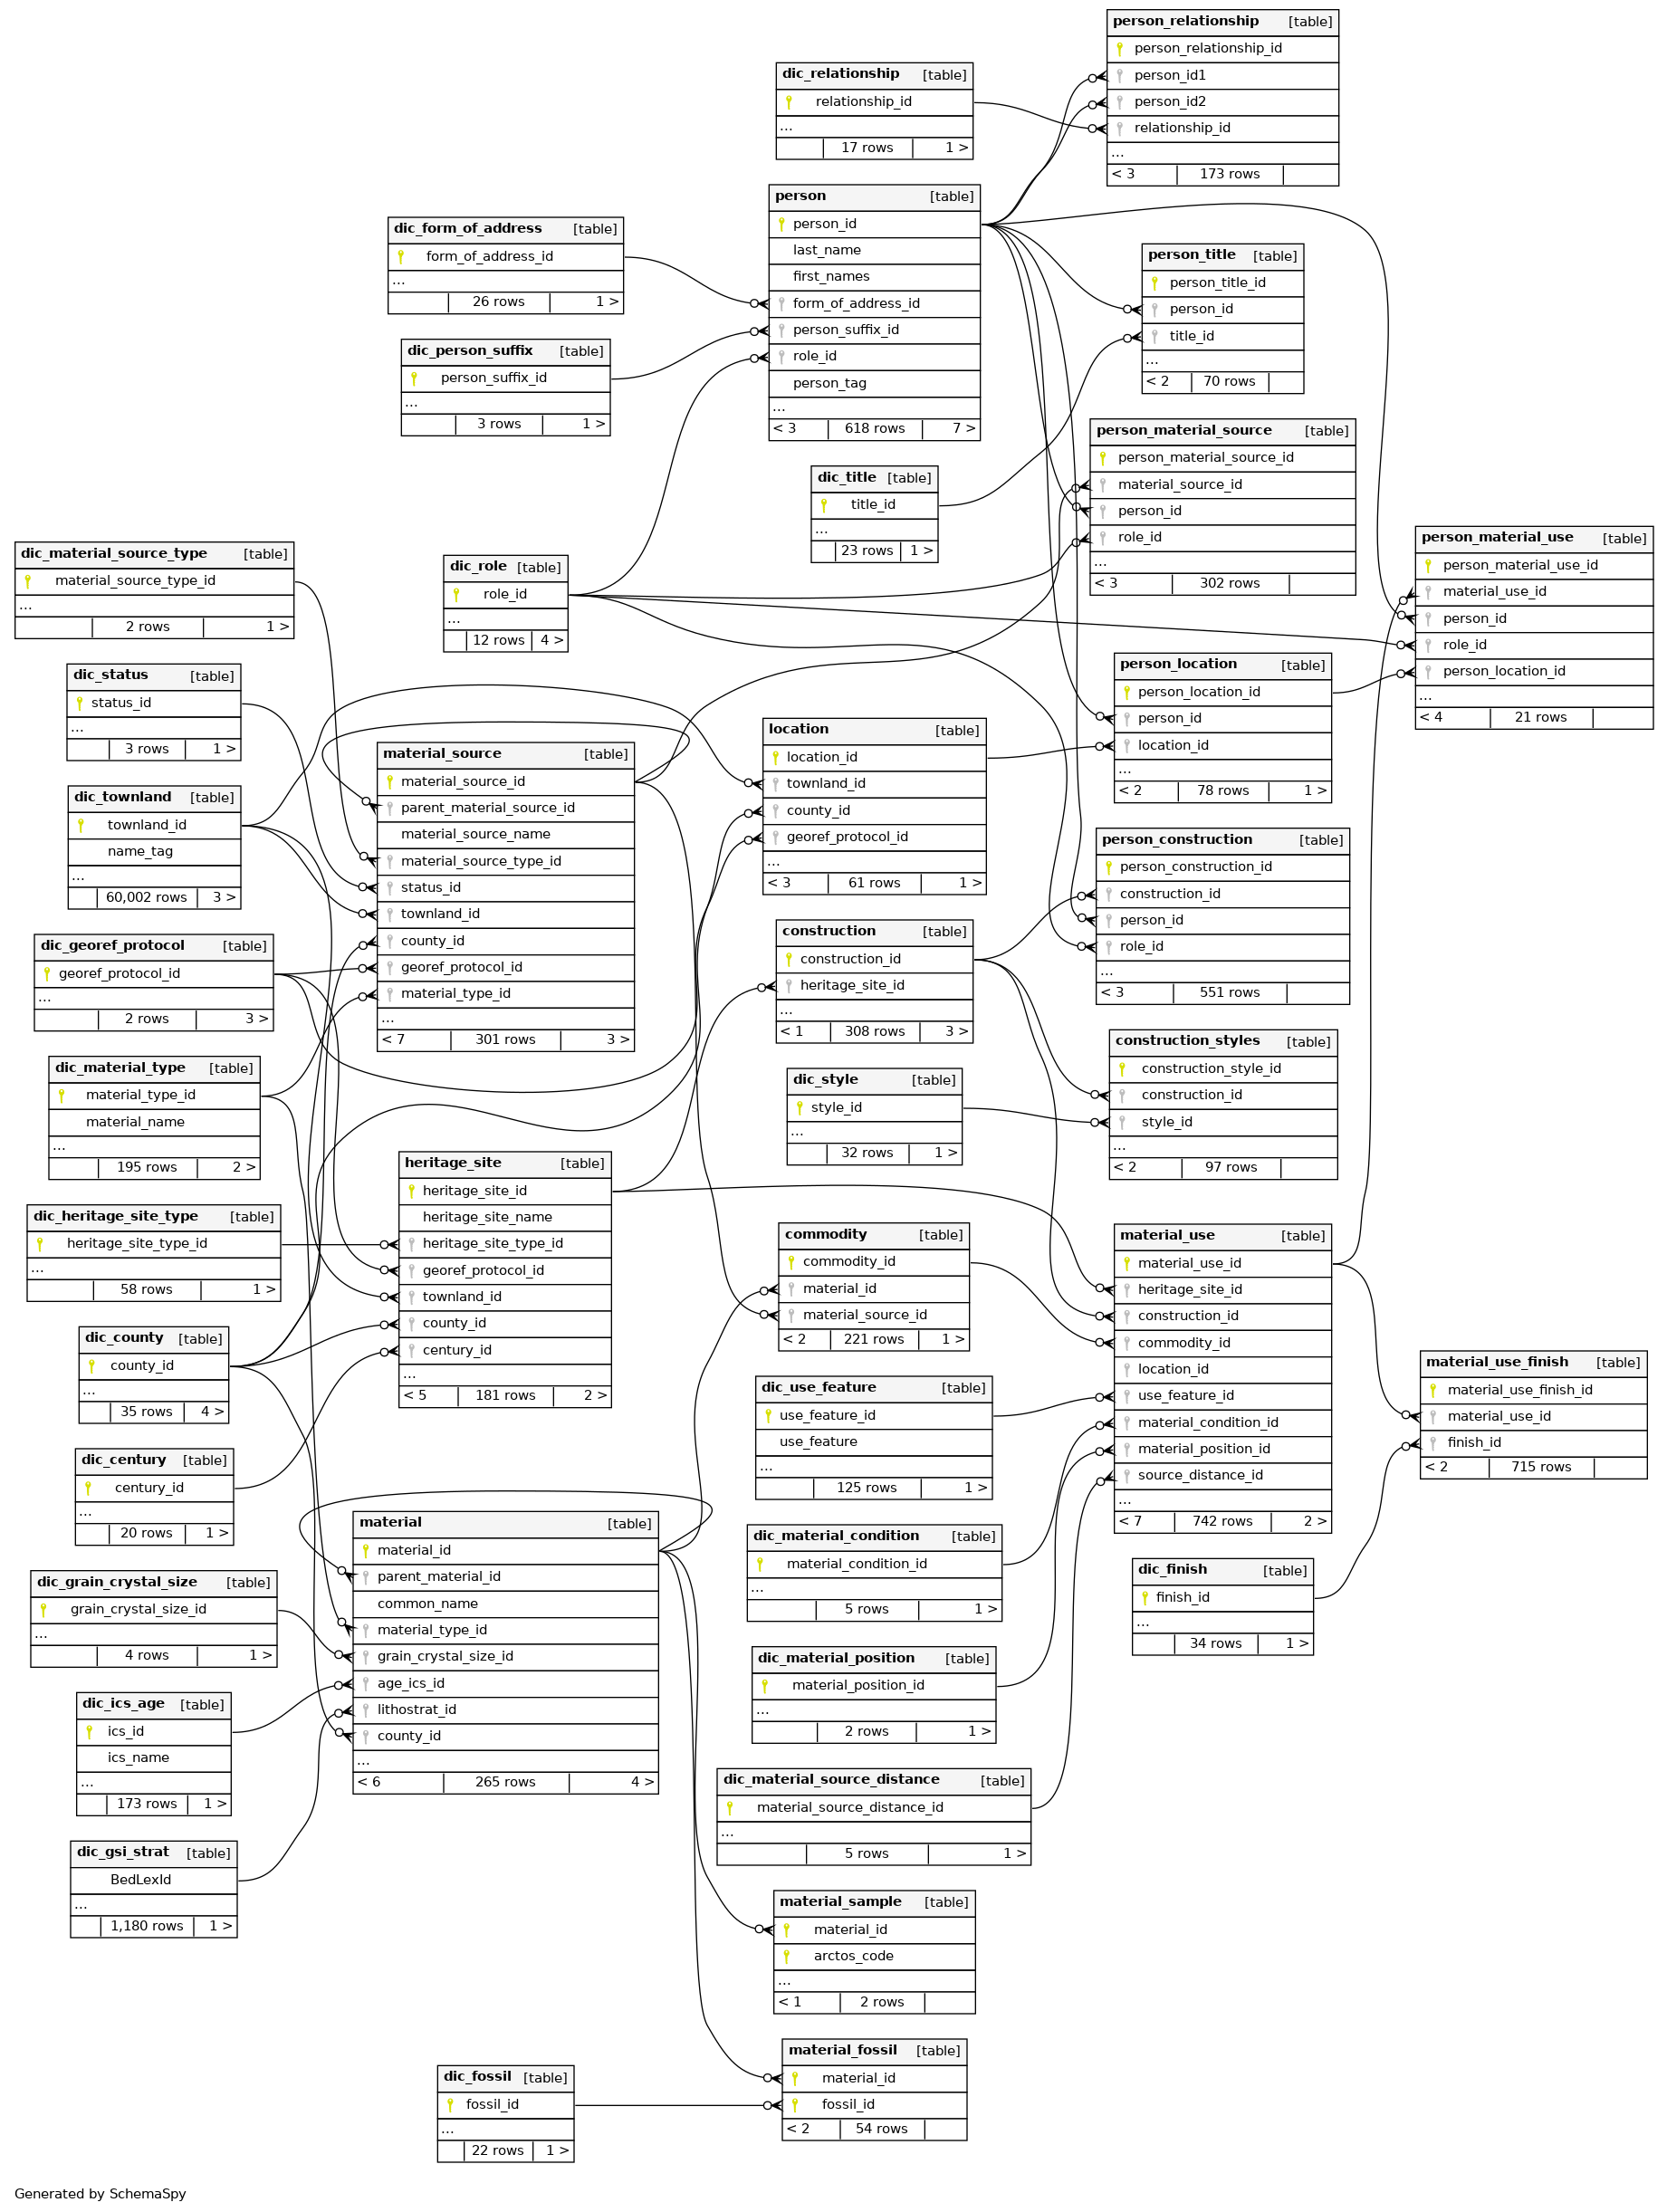 person_relationship [table]
person_relationship_id
person_id1
person_id2
relationship_id
...
< 3 173 rows
dic_relationship [table]
relationship_id
...
17 rows 1 >
person [table]
person_id
last_name
first_names
form_of_address_id
person_suffix_id
role_id
person_tag
...
< 3 618 rows 7 >
dic_form_of_address [table]
form_of_address_id
...
26 rows 1 >
dic_person_suffix [table]
person_suffix_id
...
3 rows 1 >
person_title [table]
person_title_id
person_id
title_id
...
< 2 70 rows
dic_title [table]
title_id
...
23 rows 1 >
person_material_source [table]
person_material_source_id
material_source_id
person_id
role_id
...
< 3 302 rows
person_material_use [table]
person_material_use_id
material_use_id
person_id
role_id
person_location_id
...
< 4 21 rows
dic_material_source_type [table]
material_source_type_id
...
2 rows 1 >
dic_role [table]
role_id
...
12 rows 4 >
dic_status [table]
status_id
...
3 rows 1 >
person_location [table]
person_location_id
person_id
location_id
...
< 2 78 rows 1 >
material_source [table]
material_source_id
parent_material_source_id
material_source_name
material_source_type_id
status_id
townland_id
county_id
georef_protocol_id
material_type_id
...
< 7 301 rows 3 >
location [table]
location_id
townland_id
county_id
georef_protocol_id
...
< 3 61 rows 1 >
dic_townland [table]
townland_id
name_tag
...
60,002 rows 3 >
person_construction [table]
person_construction_id
construction_id
person_id
role_id
...
< 3 551 rows
construction [table]
construction_id
heritage_site_id
...
< 1 308 rows 3 >
dic_georef_protocol [table]
georef_protocol_id
...
2 rows 3 >
construction_styles [table]
construction_style_id
construction_id
style_id
...
< 2 97 rows
dic_material_type [table]
material_type_id
material_name
...
195 rows 2 >
dic_style [table]
style_id
...
32 rows 1 >
heritage_site [table]
heritage_site_id
heritage_site_name
heritage_site_type_id
georef_protocol_id
townland_id
county_id
century_id
...
< 5 181 rows 2 >
dic_heritage_site_type [table]
heritage_site_type_id
...
58 rows 1 >
commodity [table]
commodity_id
material_id
material_source_id
< 2 221 rows 1 >
material_use [table]
material_use_id
heritage_site_id
construction_id
commodity_id
location_id
use_feature_id
material_condition_id
material_position_id
source_distance_id
...
< 7 742 rows 2 >
dic_county [table]
county_id
...
35 rows 4 >
dic_use_feature [table]
use_feature_id
use_feature
...
125 rows 1 >
material_use_finish [table]
material_use_finish_id
material_use_id
finish_id
< 2 715 rows
dic_century [table]
century_id
...
20 rows 1 >
material [table]
material_id
parent_material_id
common_name
material_type_id
grain_crystal_size_id
age_ics_id
lithostrat_id
county_id
...
< 6 265 rows 4 >
dic_material_condition [table]
material_condition_id
...
5 rows 1 >
dic_finish [table]
finish_id
...
34 rows 1 >
dic_grain_crystal_size [table]
grain_crystal_size_id
...
4 rows 1 >
dic_material_position [table]
material_position_id
...
2 rows 1 >
dic_ics_age [table]
ics_id
ics_name
...
173 rows 1 >
dic_material_source_distance [table]
material_source_distance_id
...
5 rows 1 >
dic_gsi_strat [table]
BedLexId
...
1,180 rows 1 >
material_sample [table]
material_id
arctos_code
...
< 1 2 rows
material_fossil [table]
material_id
fossil_id
< 2 54 rows
dic_fossil [table]
fossil_id
...
22 rows 1 >
Generated by SchemaSpy